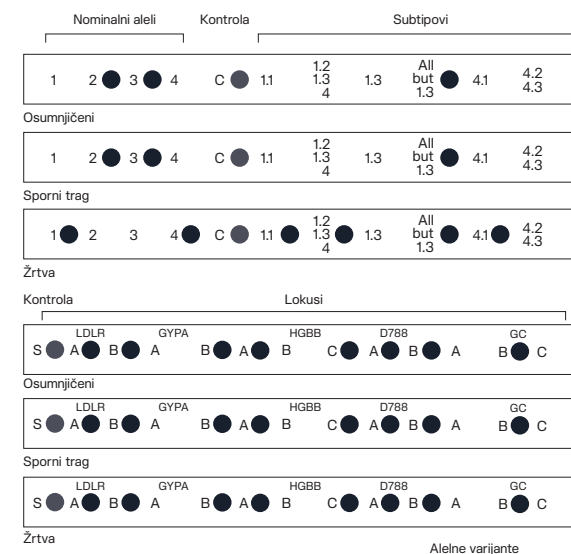 Nominalni aleli Kontrola Subtipovi
1 2 3 4 C 1.1 1.2 1.3 4 1.3 All but 1.3 4.1 4.2 4.3
Osumnjičeni
1 2 3 4 C 1.1 1.2 1.3 4 1.3 All but 1.3 4.1 4.2 4.3
Sporni trag
1 2 3 4 C 1.1 1.2 1.3 4 1.3 All but 1.3 4.1 4.2 4.3
Žrtva
Kontrola Lokusi
LDLR GYPA HGBB D788 GC
S A B A B A B C A B A B C
Osumnjičeni
LDLR GYPA HGBB D788 GC
S A B A B A B C A B A B C
Sporni trag
LDLR GYPA HGBB D788 GC
S A B A B A B C A B A B C
Žrtva
Alelne varijante